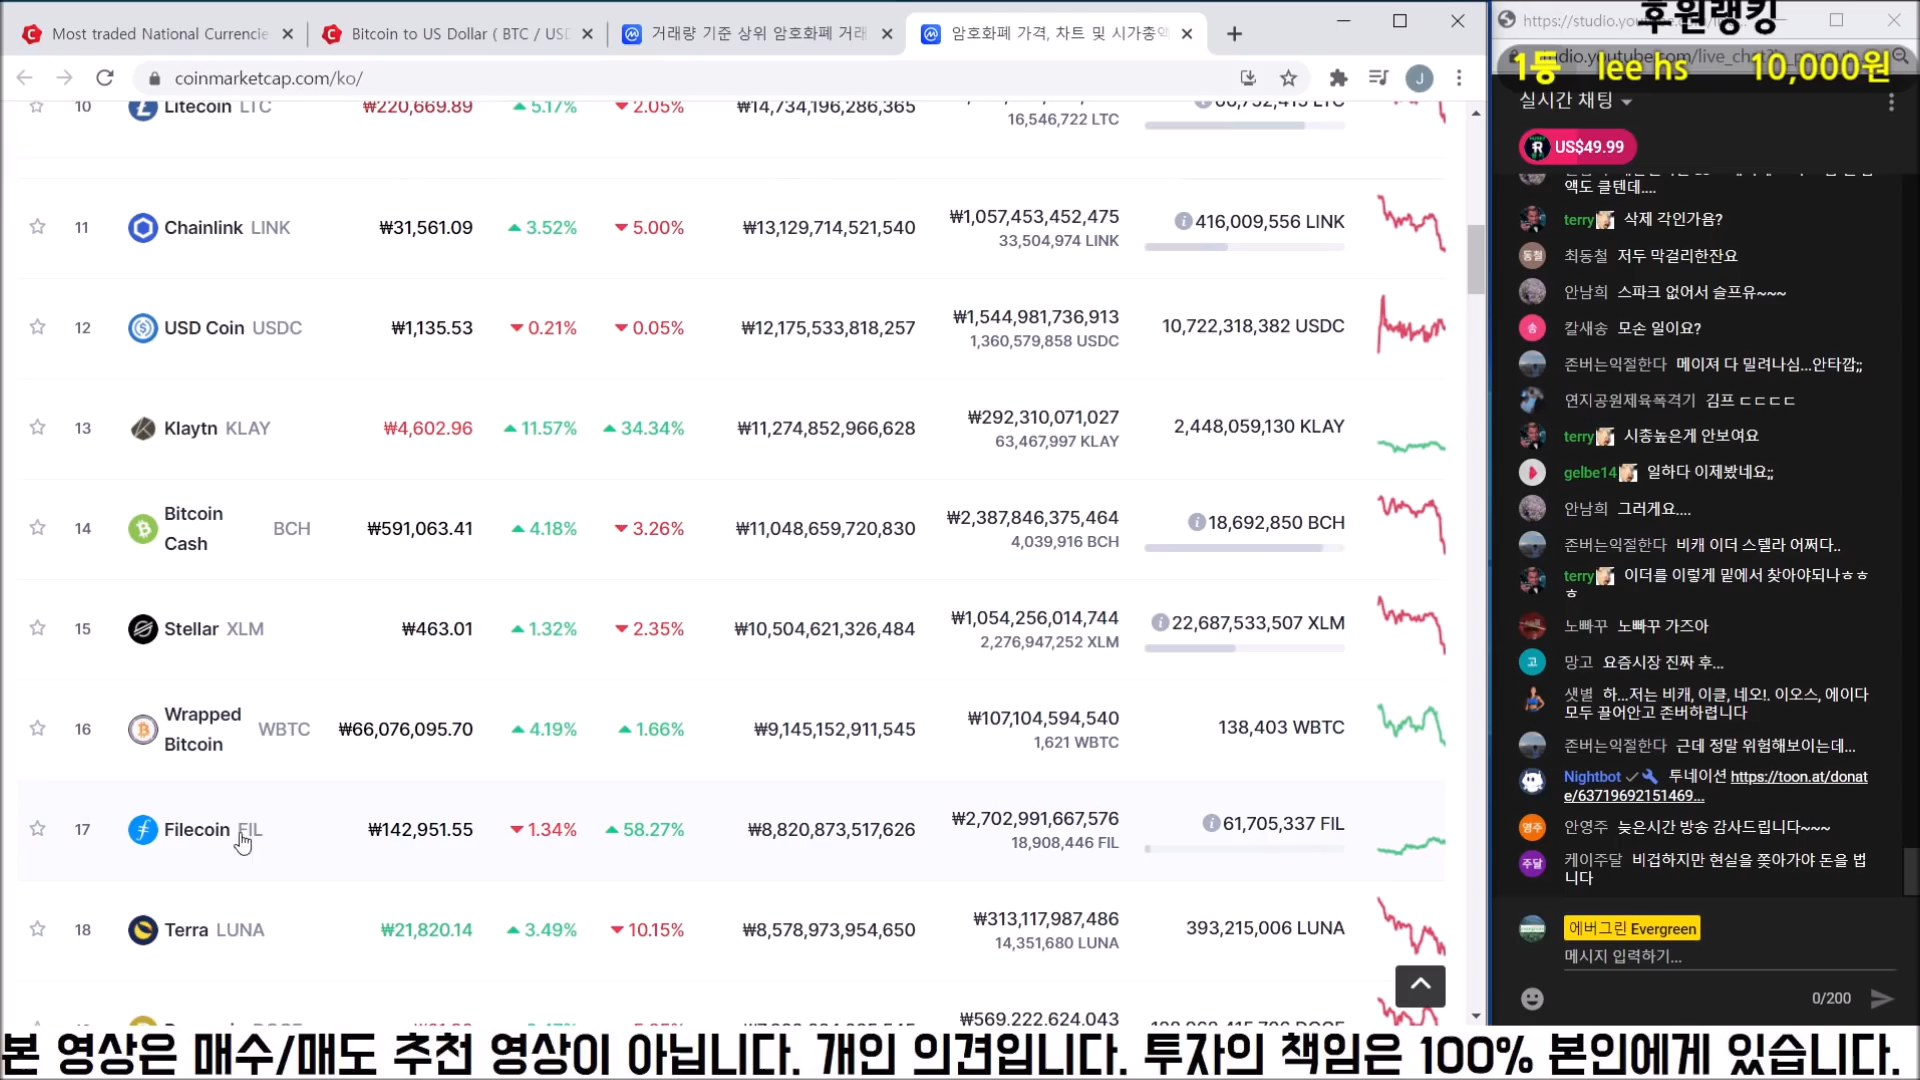 Most traded National Currencie
Bitcoin to US Dollar ( BTC / USD
거래량 기준 상위 암호화폐 거래
암호화폐 가격, 차트 및 시가총액
coinmarketcap.com/ko/
10 Litecoin LTC ₩220,669.89 5.17% 2.05% ₩14,734,196,286,365
16,546,722 LTC
11 Chainlink LINK ₩31,561.09 3.52% 5.00% ₩13,129,714,521,540 ₩1,057,453,452,475 416,009,556 LINK
33,504,974 LINK
12 USD Coin USDC ₩1,135.53 0.21% 0.05% ₩12,175,533,818,257 ₩1,544,981,736,913 10,722,318,382 USDC
1,360,579,858 USDC
13 Klaytn KLAY ₩4,602.96 11.57% 34.34% ₩11,274,852,966,628 ₩292,310,071,027 2,448,059,130 KLAY
63,467,997 KLAY
14 Bitcoin Cash BCH ₩591,063.41 4.18% 3.26% ₩11,048,659,720,830 ₩2,387,846,375,464 18,692,850 BCH
4,039,916 BCH
15 Stellar XLM ₩463.01 1.32% 2.35% ₩10,504,621,326,484 ₩1,054,256,014,744 22,687,533,507 XLM
2,276,947,252 XLM
16 Wrapped Bitcoin WBTC ₩66,076,095.70 4.19% 1.66% ₩9,145,152,911,545 ₩107,104,594,540 138,403 WBTC
1,621 WBTC
17 Filecoin FIL ₩142,951.55 1.34% 58.27% ₩8,820,873,517,626 ₩2,702,991,667,576 61,705,337 FIL
18,908,446 FIL
18 Terra LUNA ₩21,820.14 3.49% 10.15% ₩8,578,973,954,650 ₩313,117,987,486 393,215,006 LUNA
14,351,680 LUNA
₩569,222,624,043
후원랭킹
1등 lee hs 10,000원
실시간 채팅
US$49.99
액도 클텐데....
terry 삭제 각인가욤?
동철 최동철 저두 막걸리한잔요
안남희 스파크 없어서 슬프유~~~
송 칼새송 모손 일이요?
존버는익절한다 메이져 다 밀려나심...안타깝;;
연지공원제육폭격기 김프 ㄷㄷㄷㄷ
terry 시총높은게 안보여요
gelbe14 일하다 이제봤네요;;
안남희 그러게요....
존버는익절한다 비캐 이더 스텔라 어쩌다..
terry 이더를 이렇게 밑에서 찾아야되나ㅎㅎ
ㅎ
노빠꾸 노빠꾸 가즈아
고 망고 요즘시장 진짜 후...
샛별 하...저는 비캐, 이클, 네오!. 이오스, 에이다
모두 끌어안고 존버하렵니다
존버는익절한다 근데 정말 위험해보이는데...
Nightbot 투네이션 https://toon.at/donat
e/63719692151469...
영주 안영주 늦은시간 방송 감사드립니다~~~
주달 케이주달 비겁하지만 현실을 쫒아가야 돈을 법
니다
에버그린 Evergreen
메시지 입력하기...
0/200
본 영상은 매수/매도 추천 영상이 아닙니다. 개인 의견입니다. 투자의 책임은 100% 본인에게 있습니다.